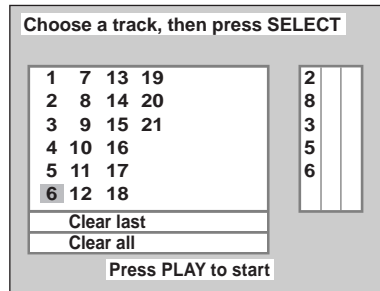 Choose a track, then press SELECT
1 7 13 19
2 8 14 20
3 9 15 21
4 10 16
5 11 17
6 12 18
2
8
3
5
6
Clear last
Clear all
Press PLAY to start